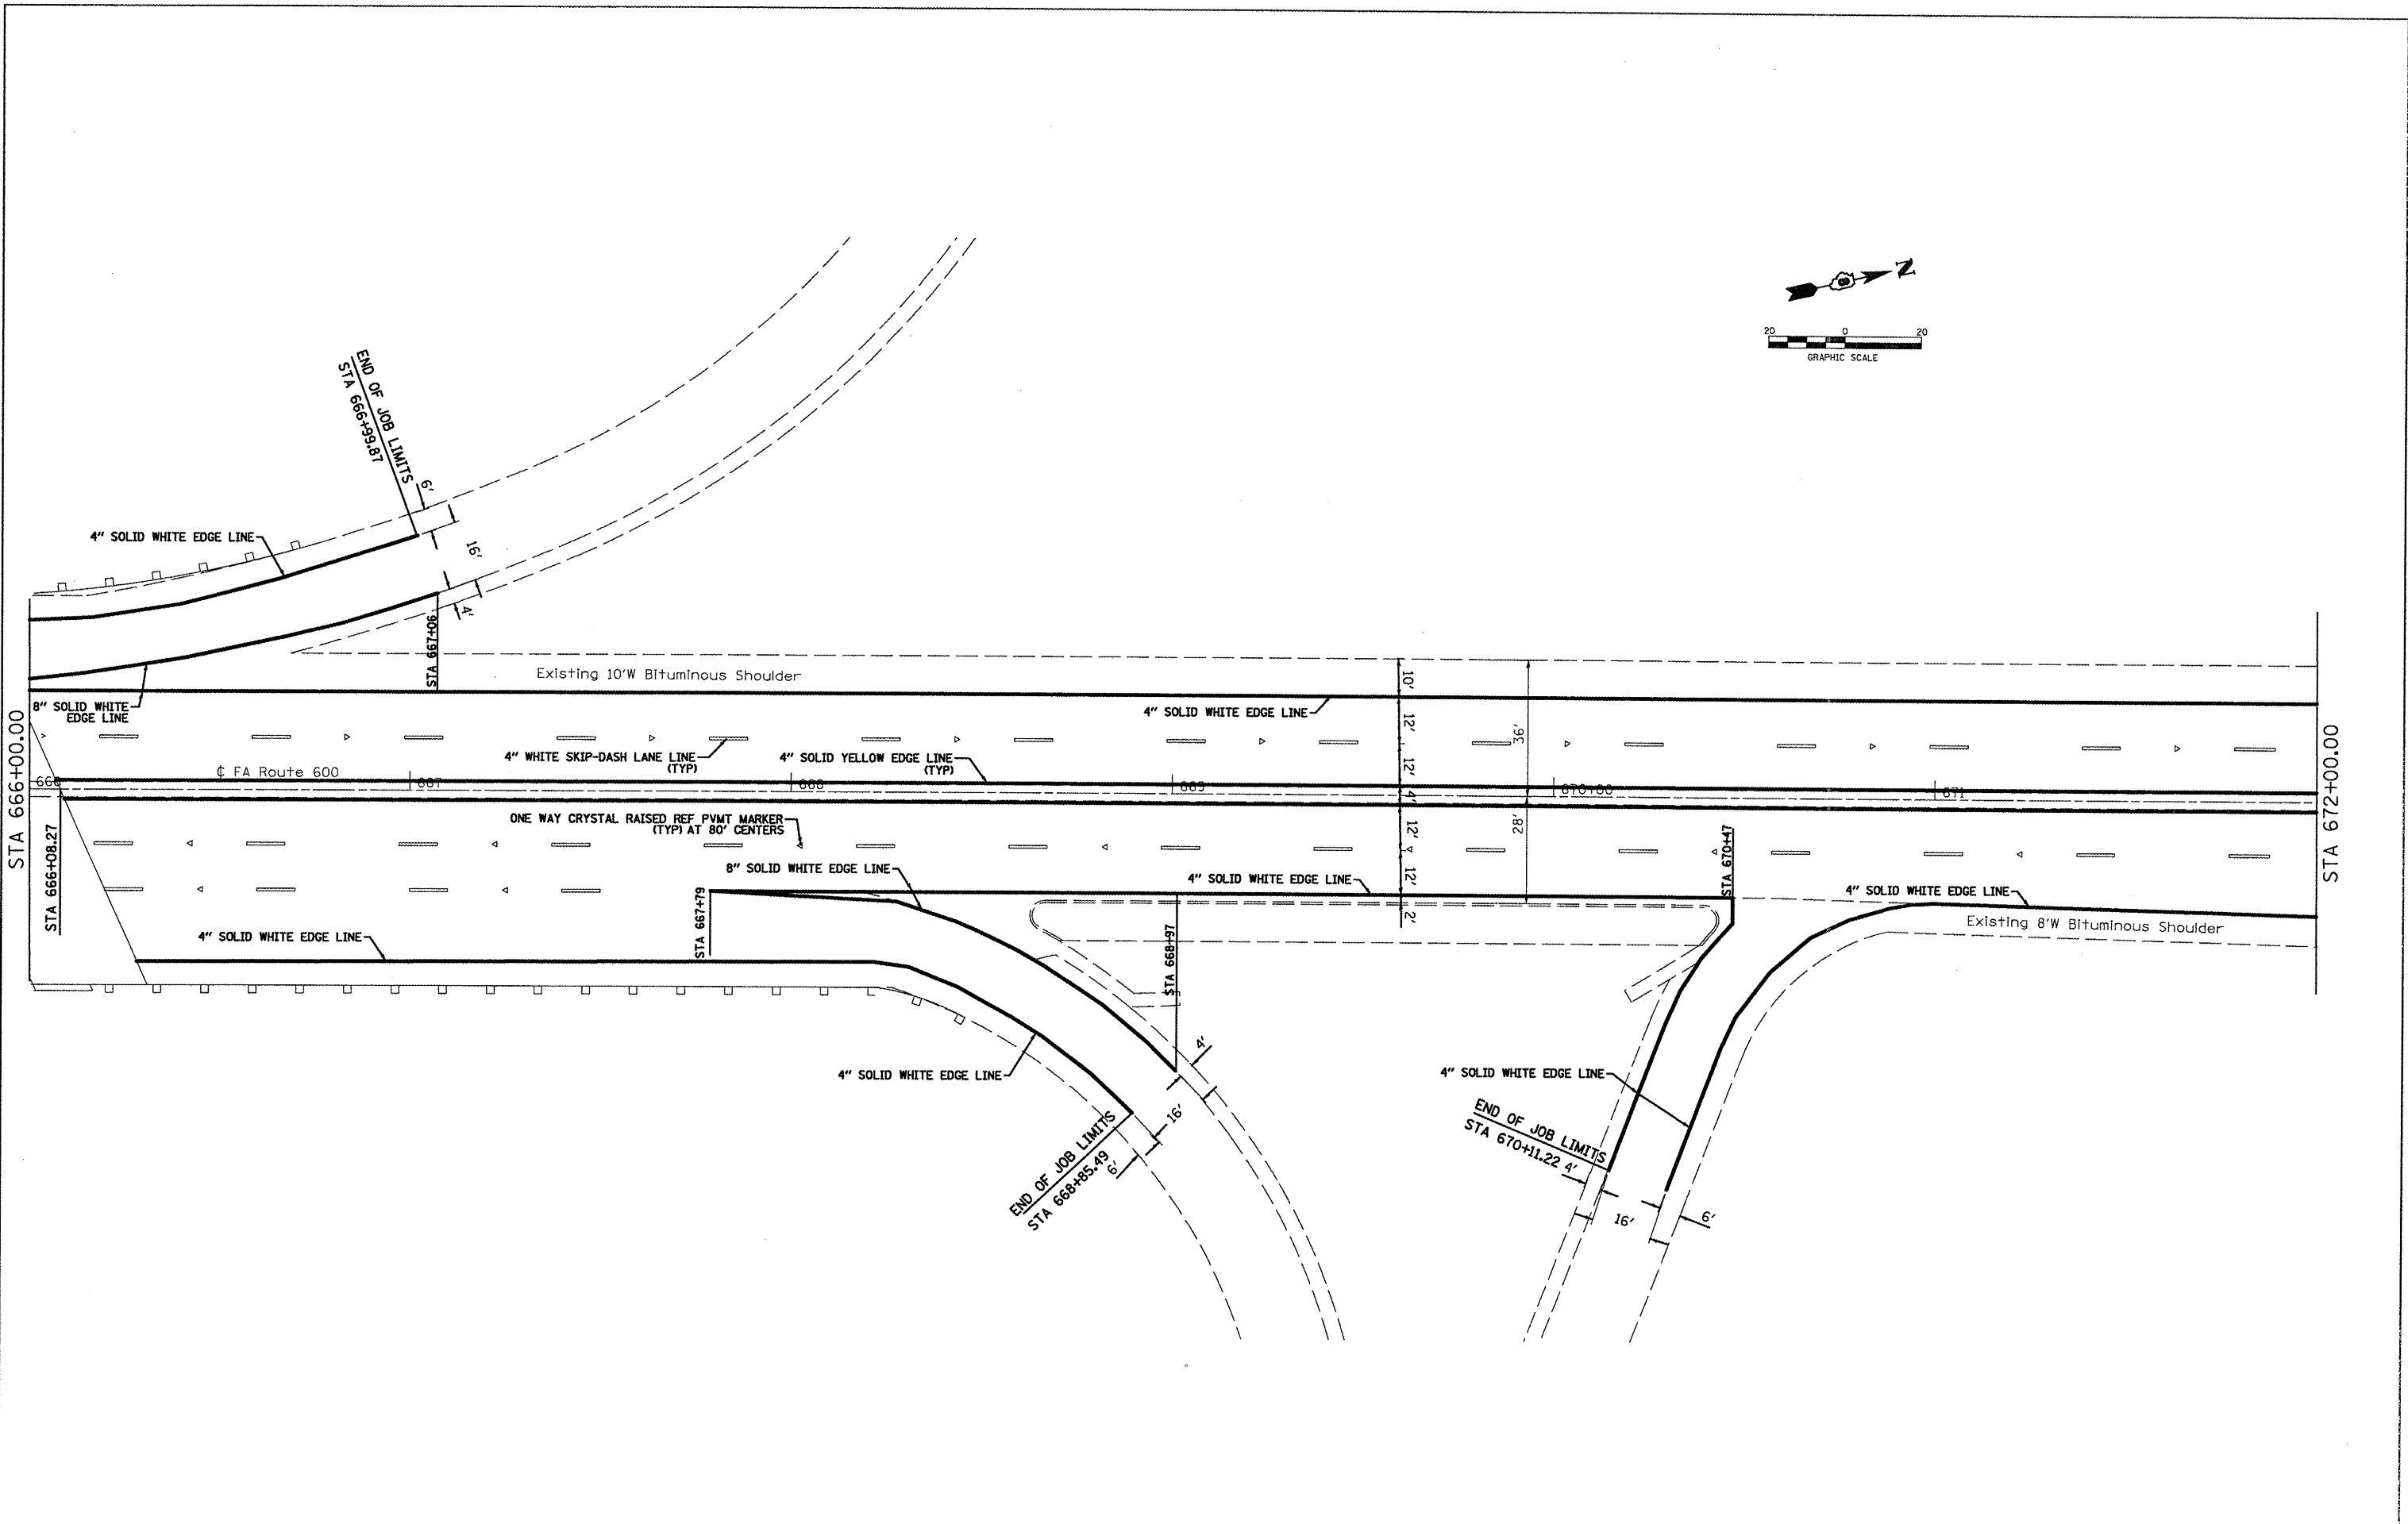 N
20 0 20
GRAPHIC SCALE
END OF JOB LIMITS
STA 666+99.87
6'
4" SOLID WHITE EDGE LINE
16'
4'
STA 667+06
Existing 10'W Bituminous Shoulder
10'
8" SOLID WHITE
EDGE LINE
4" SOLID WHITE EDGE LINE
12'
36'
4" WHITE SKIP-DASH LANE LINE
(TYP)
4" SOLID YELLOW EDGE LINE
(TYP)
12'
STA 666+00.00
STA 672+00.00
℄ FA Route 600
666
667
668
669
670+00
671
4'
STA 666+08.27
ONE WAY CRYSTAL RAISED REF PVMT MARKER
(TYP) AT 80' CENTERS
12'
28'
STA 670+47
8" SOLID WHITE EDGE LINE
4" SOLID WHITE EDGE LINE
12'
4" SOLID WHITE EDGE LINE
STA 667+79
2'
Existing 8'W Bituminous Shoulder
4" SOLID WHITE EDGE LINE
STA 668+97
4'
4" SOLID WHITE EDGE LINE
4" SOLID WHITE EDGE LINE
16'
END OF JOB LIMITS
STA 668+85.49
6'
END OF JOB LIMITS
STA 670+11.22
4'
16'
6'